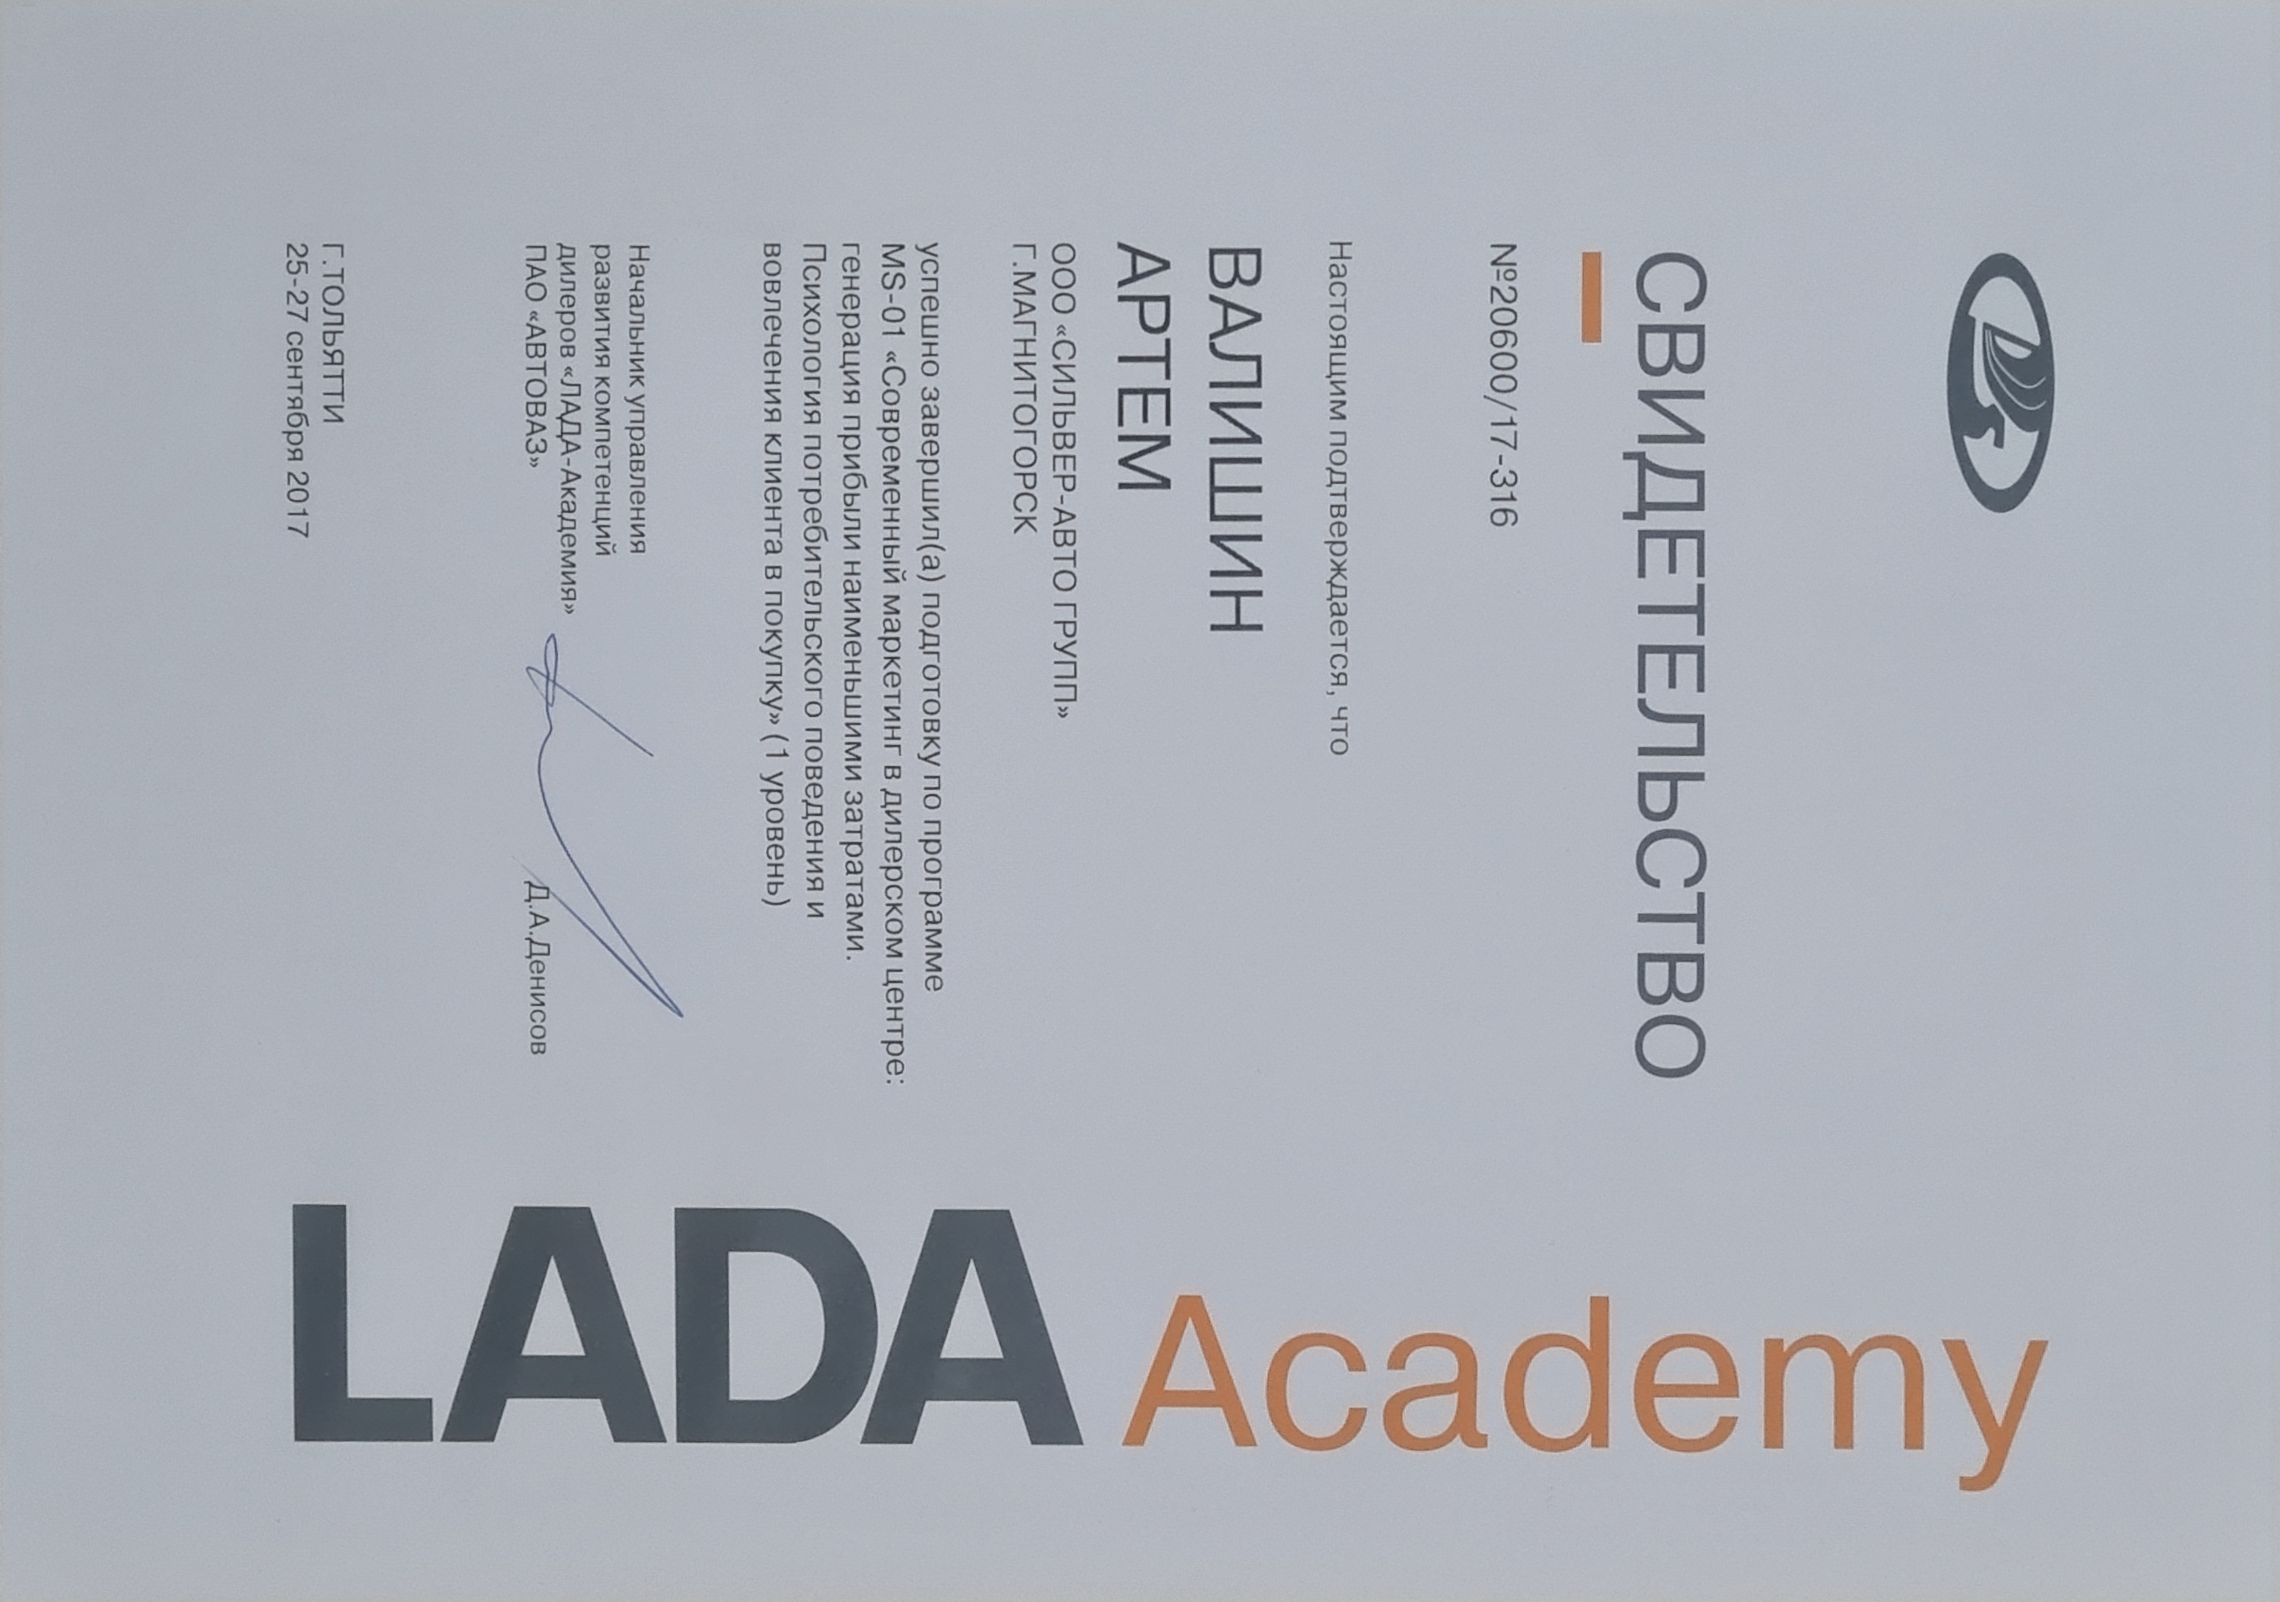 СВИДЕТЕЛЬСТВО
№20600/17-316
Настоящим подтверждается, что
ВАЛИШИН
АРТЕМ
ООО «СИЛЬВЕР-АВТО ГРУПП»
Г.МАГНИТОГОРСК
успешно завершил(а) подготовку по программе
MS-01 «Современный маркетинг в дилерском центре:
генерация прибыли наименьшими затратами.
Психология потребительского поведения и
вовлечения клиента в покупку» (1 уровень)
Начальник управления
развития компетенций
дилеров «ЛАДА-Академия»
ПАО «АВТОВАЗ»
Д.А.Денисов
Г.ТОЛЬЯТТИ
25-27 сентября 2017
LADA Academy